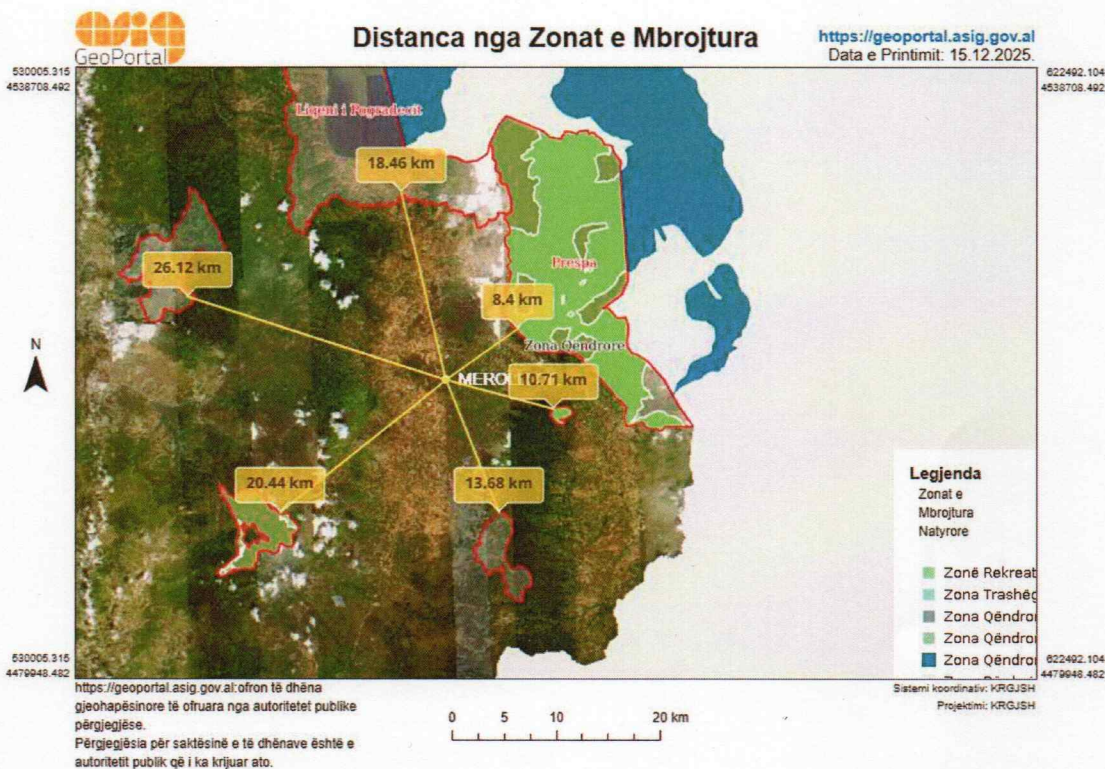 asig
GeoPortal
Distanca nga Zonat e Mbrojtura
https://geoportal.asig.gov.al
Data e Printimit: 15.12.2025.
530005.315
4538708.492
622492.104
4538708.492
Liqeni i Pogradecit
18.46 km
26.12 km
Prespa
8.4 km
Zona Qëndrore
N
10.71 km
20.44 km
13.68 km
Legjenda
Zonat e
Mbrojtura
Natyrore
Zonë Rekreat
Zona Trashëg
Zona Qëndror
Zona Qëndror
Zona Qëndror
530005.315
4479948.482
622492.104
4479948.482
https://geoportal.asig.gov.al:ofron të dhëna
gjeohapësinore të ofruara nga autoritetet publike
përgjegjëse.
Përgjegjësia për saktësinë e të dhënave është e
autoritetit publik që i ka krijuar ato.
0 5 10 20 km
Sistemi koordinativ: KRGJSH
Projektimi: KRGJSH